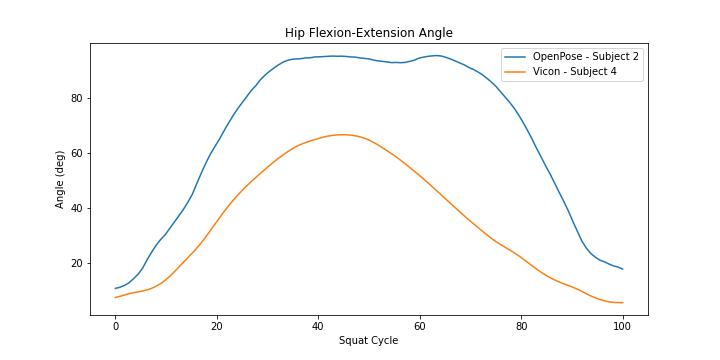 Hip Flexion-Extension Angle
OpenPose - Subject 2
Vicon - Subject 4
80
60
40
20
Angle (deg)
0 20 40 60 80 100
Squat Cycle